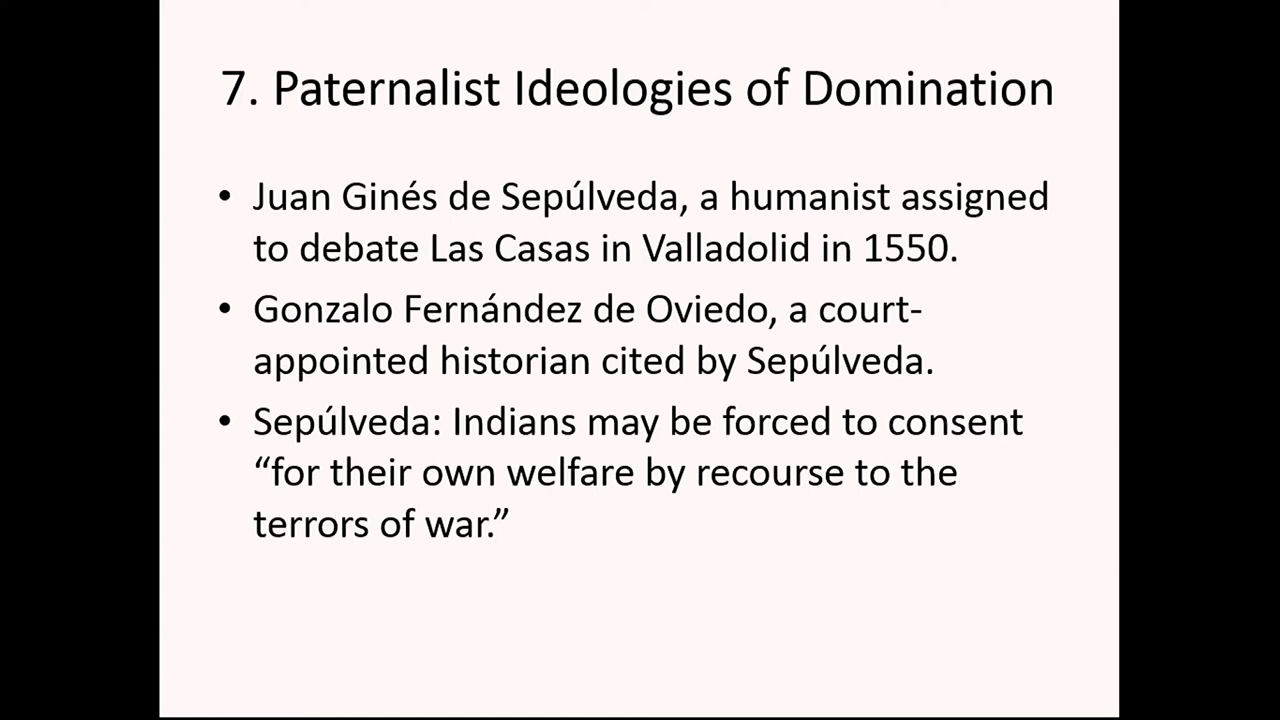 7. Paternalist Ideologies of Domination
• Juan Ginés de Sepúlveda, a humanist assigned
to debate Las Casas in Valladolid in 1550.
• Gonzalo Fernández de Oviedo, a court-
appointed historian cited by Sepúlveda.
• Sepúlveda: Indians may be forced to consent
“for their own welfare by recourse to the
terrors of war.”